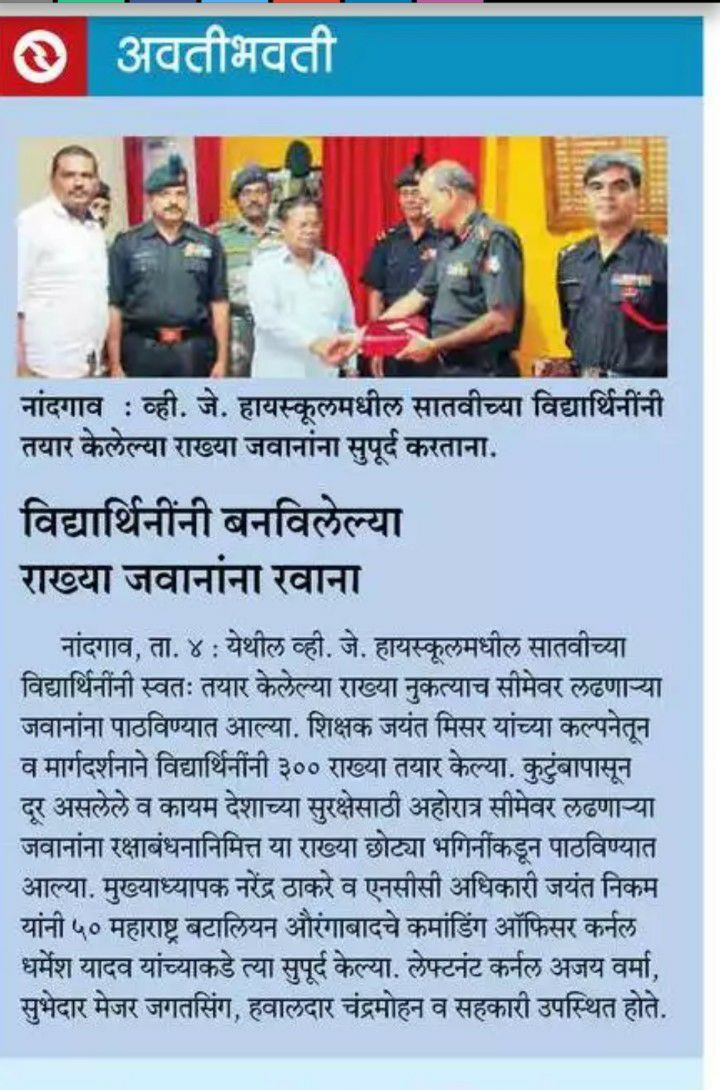 अवतीभवती
नांदगाव : व्ही. जे. हायस्कूलमधील सातवीच्या विद्यार्थिनींनी
तयार केलेल्या राख्या जवानांना सुपूर्द करताना.
विद्यार्थिनींनी बनविलेल्या
राख्या जवानांना रवाना
नांदगाव, ता. ४ : येथील व्ही. जे. हायस्कूलमधील सातवीच्या
विद्यार्थिनींनी स्वतः तयार केलेल्या राख्या नुकत्याच सीमेवर लढणाऱ्या
जवानांना पाठविण्यात आल्या. शिक्षक जयंत मिसर यांच्या कल्पनेतून
व मार्गदर्शनाने विद्यार्थिनींनी ३०० राख्या तयार केल्या. कुटुंबापासून
दूर असलेले व कायम देशाच्या सुरक्षेसाठी अहोरात्र सीमेवर लढणाऱ्या
जवानांना रक्षाबंधनानिमित्त या राख्या छोट्या भगिनींकडून पाठविण्यात
आल्या. मुख्याध्यापक नरेंद्र ठाकरे व एनसीसी अधिकारी जयंत निकम
यांनी ५० महाराष्ट्र बटालियन औरंगाबादचे कमांडिंग ऑफिसर कर्नल
धर्मेश यादव यांच्याकडे त्या सुपूर्द केल्या. लेफ्टनंट कर्नल अजय वर्मा,
सुभेदार मेजर जगतसिंग, हवालदार चंद्रमोहन व सहकारी उपस्थित होते.